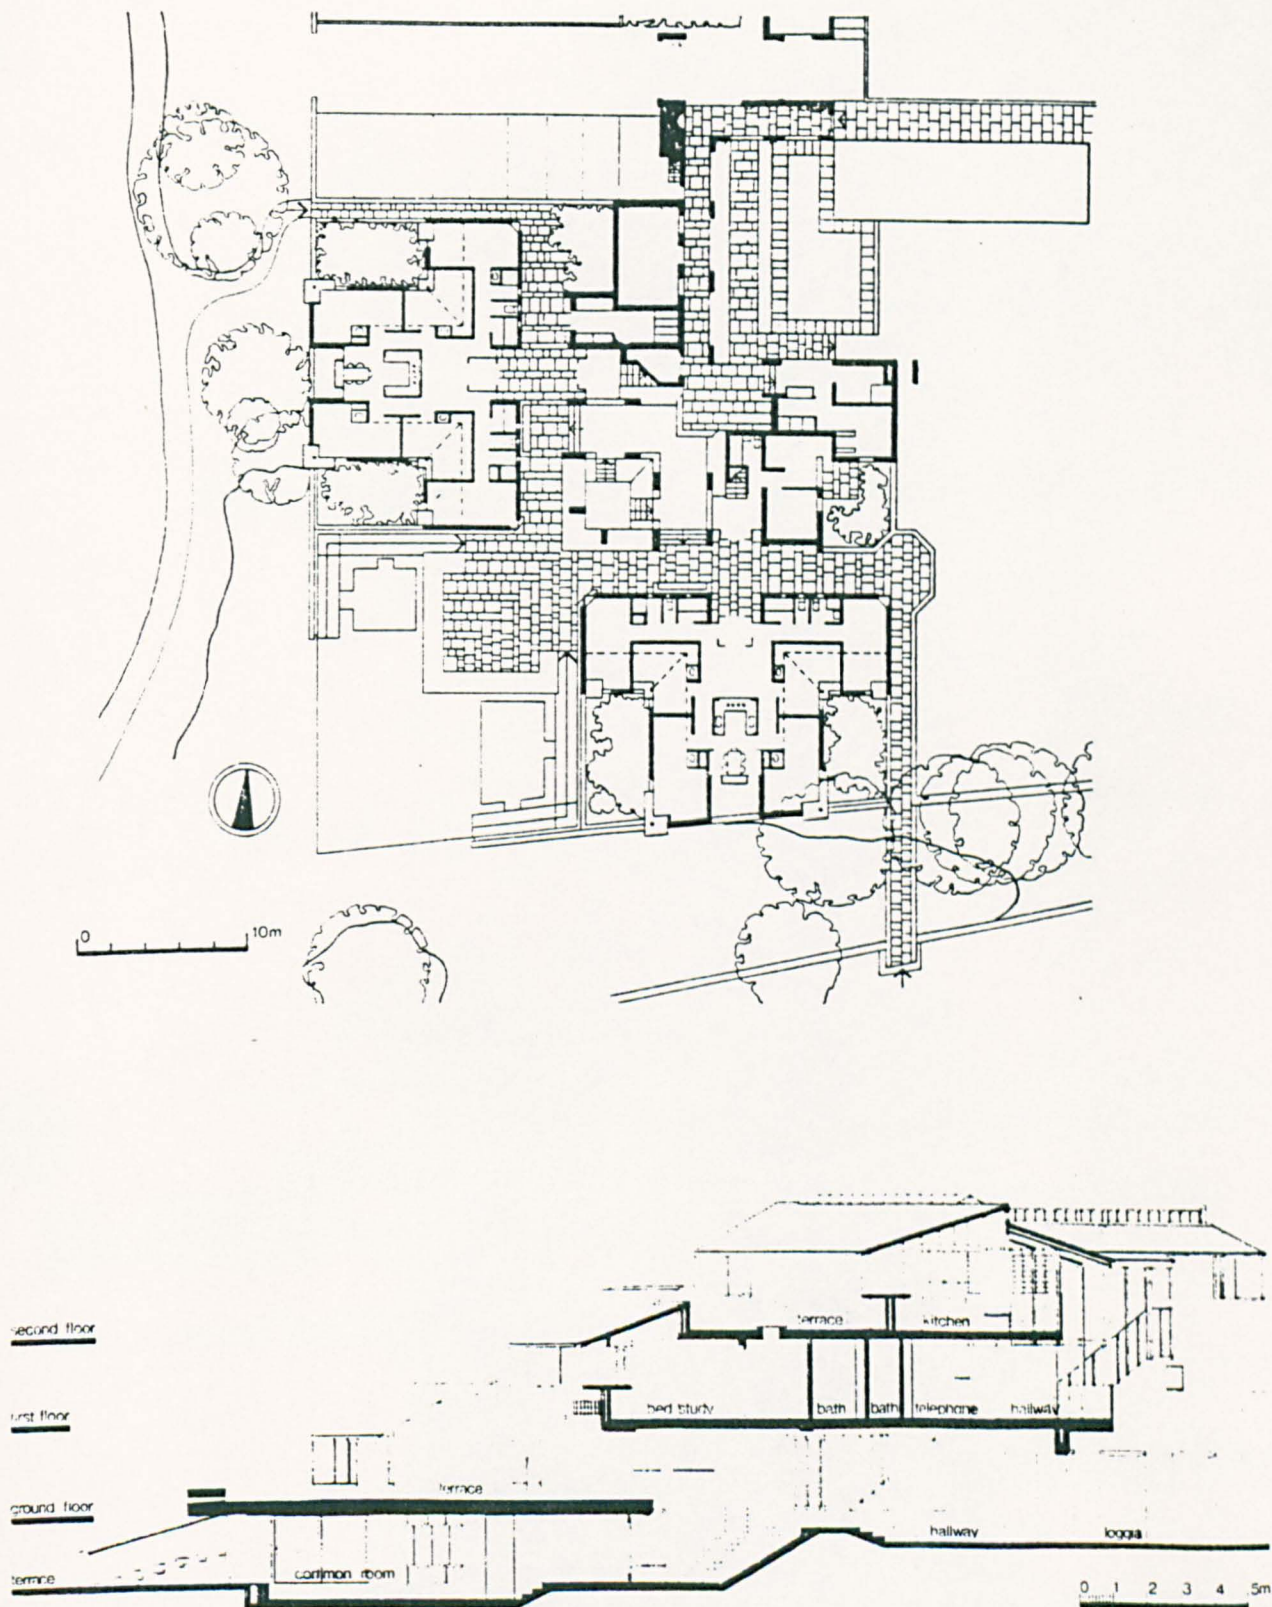 0 10m
second floor
terrace kitchen
first floor
bed study bath bath telephone hallway
terrace
ground floor
hallway loggia
terrace
common room
0 1 2 3 4 5m